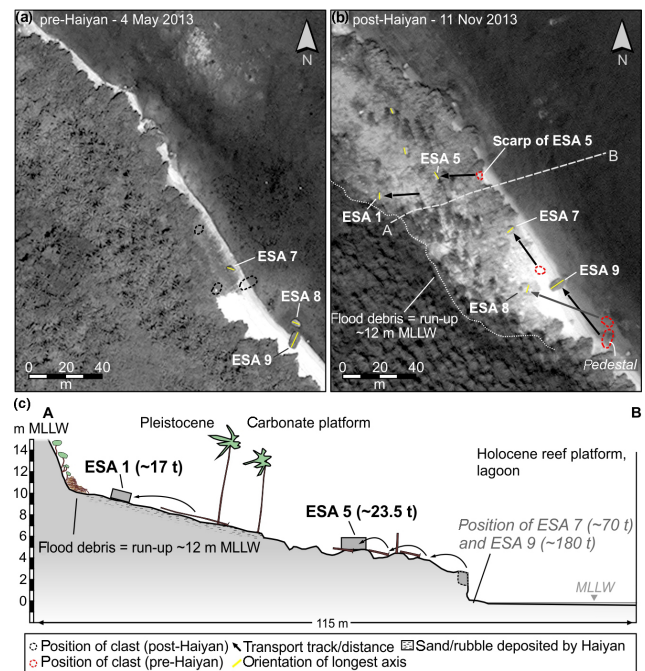 (a) pre-Haiyan - 4 May 2013
N
ESA 7
ESA 8
ESA 9
0 20 40
m
(b) post-Haiyan - 11 Nov 2013
N
Scarp of ESA 5
B
ESA 5
ESA 1
A
ESA 7
ESA 9
ESA 8
Flood debris = run-up
~12 m MLLW
Pedestal
0 20 40
m
(c)
A
B
m MLLW
14
12
10
8
6
4
2
0
Pleistocene Carbonate platform
Holocene reef platform,
lagoon
ESA 1 (~17 t)
ESA 5 (~23.5 t)
Flood debris = run-up ~12 m MLLW
Position of ESA 7 (~70 t)
and ESA 9 (~180 t)
MLLW
115 m
Position of clast (post-Haiyan) Transport track/distance Sand/rubble deposited by Haiyan
Position of clast (pre-Haiyan) Orientation of longest axis